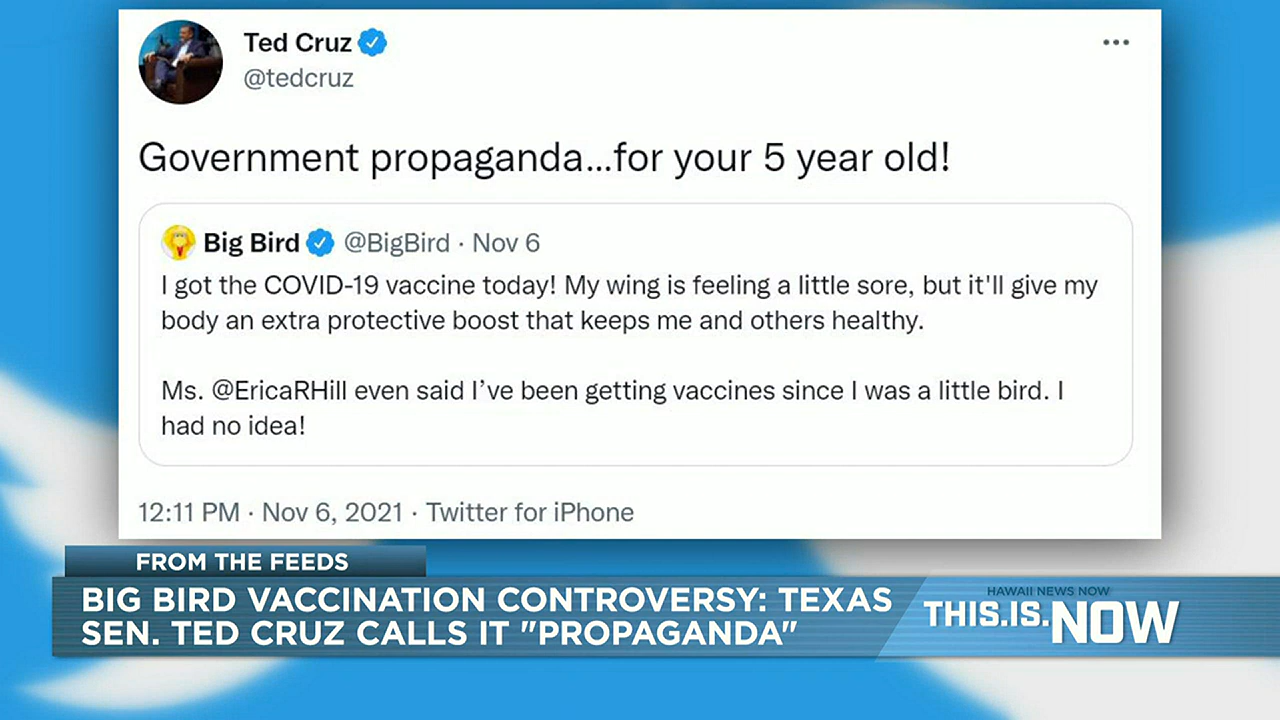 Ted Cruz
@tedcruz
Government propaganda...for your 5 year old!
Big Bird @BigBird · Nov 6
I got the COVID-19 vaccine today! My wing is feeling a little sore, but it'll give my
body an extra protective boost that keeps me and others healthy.
Ms. @EricaRHill even said I’ve been getting vaccines since I was a little bird. I
had no idea!
12:11 PM · Nov 6, 2021 · Twitter for iPhone
FROM THE FEEDS
BIG BIRD VACCINATION CONTROVERSY: TEXAS
SEN. TED CRUZ CALLS IT "PROPAGANDA"
HAWAII NEWS NOW
THIS.IS.NOW